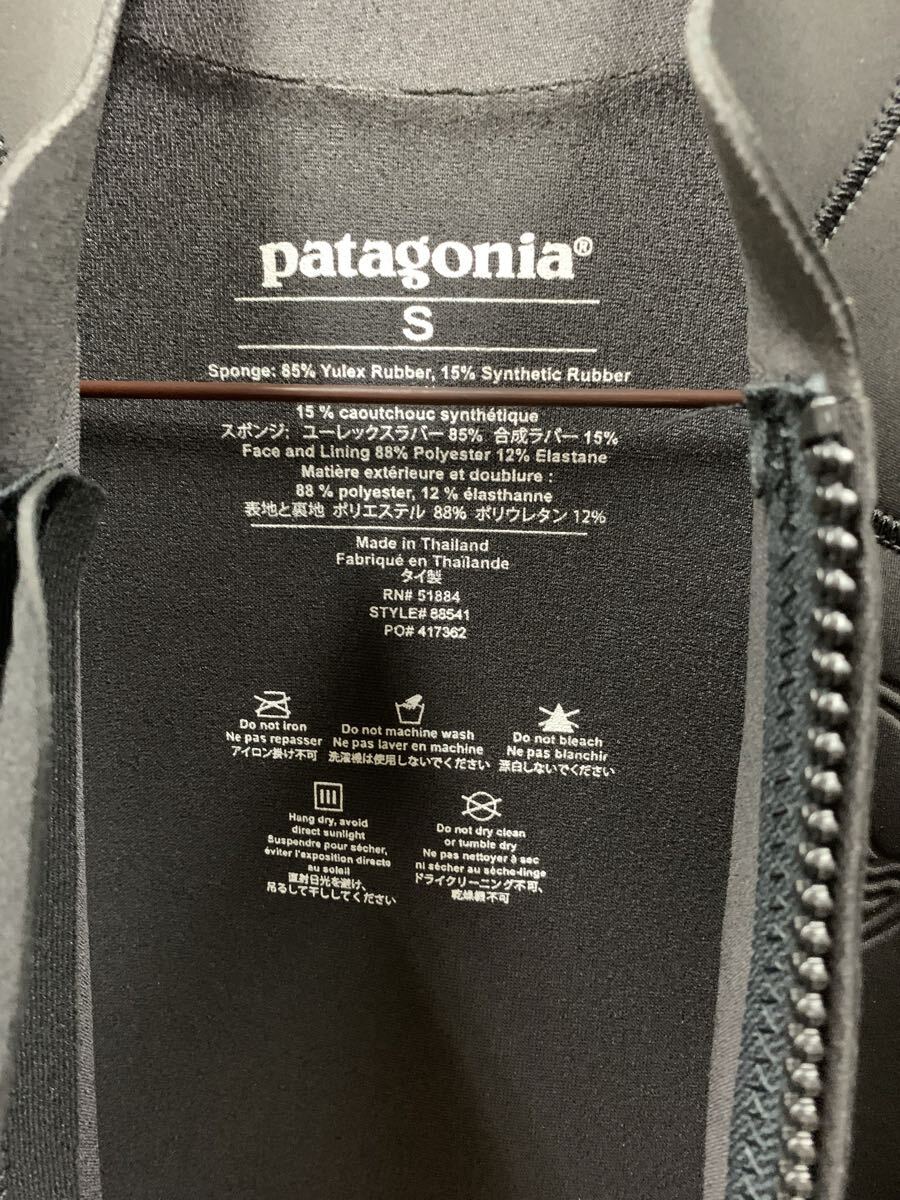 patagonia®
S
Sponge: 85% Yulex Rubber, 15% Synthetic Rubber
15 % caoutchouc synthétique
スポンジ: ユーレックスラバー 85% 合成ラバー 15%
Face and Lining 88% Polyester 12% Elastane
Matière extérieure et doublure :
88 % polyester, 12 % élasthanne
表地と裏地 ポリエステル 88% ポリウレタン 12%
Made in Thailand
Fabriqué en Thaïlande
タイ製
RN# 51884
STYLE# 88541
PO# 417362
Do not iron
Ne pas repasser
アイロン掛け不可
Do not machine wash
Ne pas laver en machine
洗濯機は使用しないでください
Do not bleach
Ne pas blanchir
漂白しないでください
Hang dry, avoid
direct sunlight
Suspendre pour sécher,
éviter l'exposition directe
au soleil
直射日光を避け、
吊るして干ししてください
Do not dry clean
or tumble dry
Ne pas nettoyer à sec
ni sécher au sèche-linge
ドライクリーニング不可、
乾燥機不可